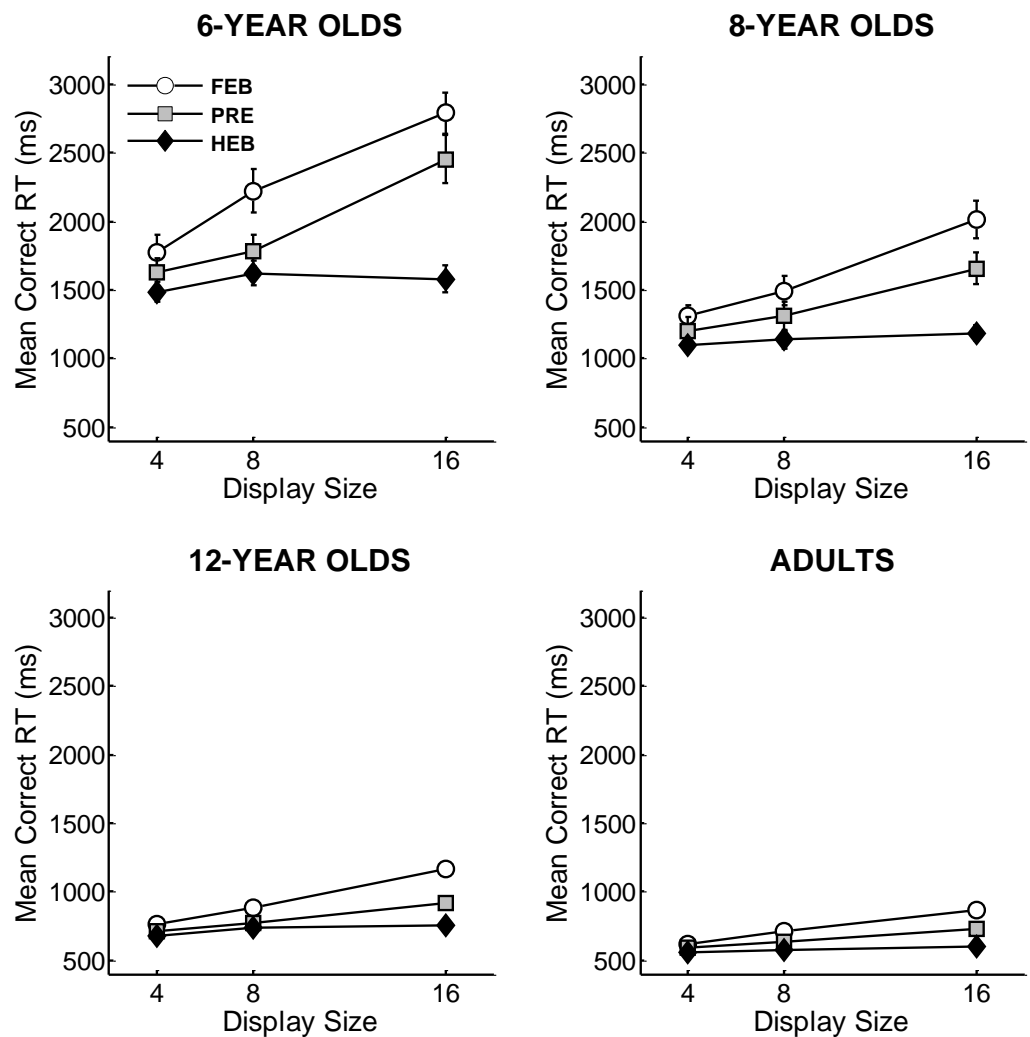 6-YEAR OLDS
3000
2500
2000
1500
1000
500
Mean Correct RT (ms)
FEB
PRE
HEB
4 8 16
Display Size
8-YEAR OLDS
3000
2500
2000
1500
1000
500
Mean Correct RT (ms)
4 8 16
Display Size
12-YEAR OLDS
3000
2500
2000
1500
1000
500
Mean Correct RT (ms)
4 8 16
Display Size
ADULTS
3000
2500
2000
1500
1000
500
Mean Correct RT (ms)
4 8 16
Display Size